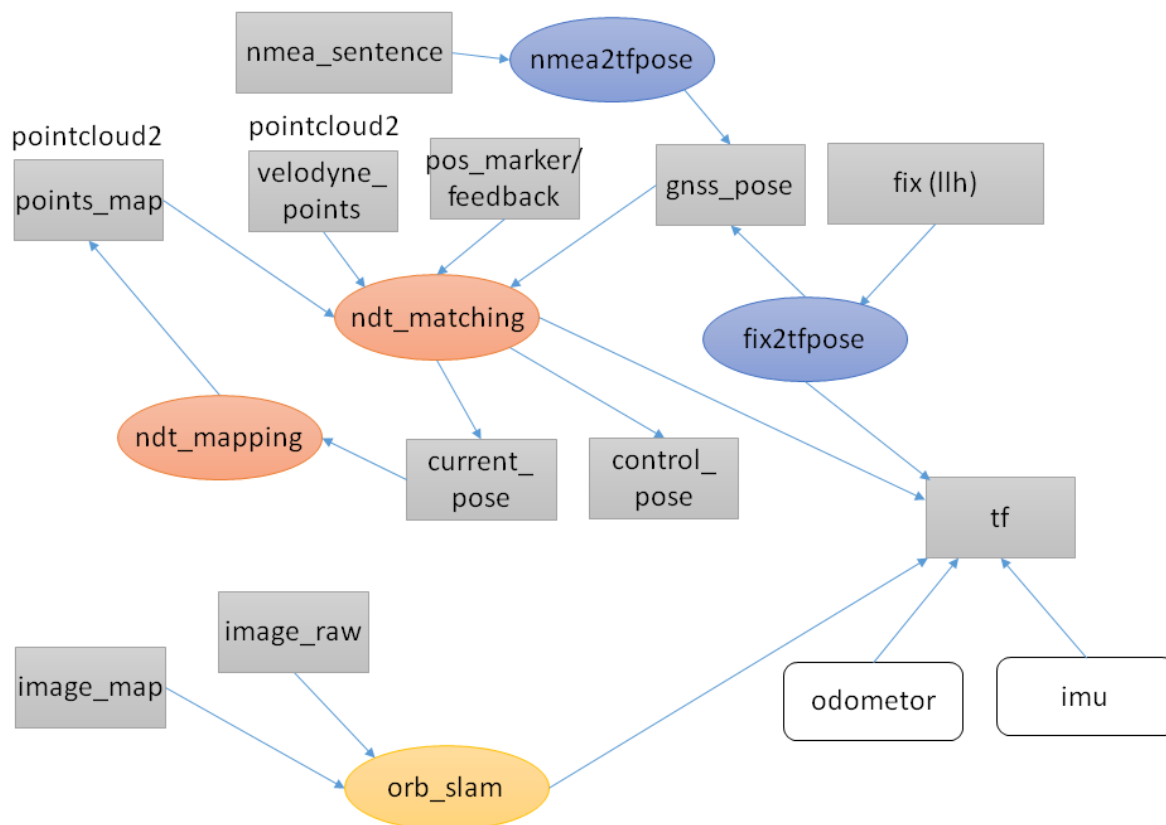 nmea_sentence
nmea2tfpose
pointcloud2
pointcloud2
points_map
velodyne_
points
pos_marker/
feedback
gnss_pose
fix (llh)
ndt_matching
fix2tfpose
ndt_mapping
current_
pose
control_
pose
tf
image_raw
image_map
odometor
imu
orb_slam